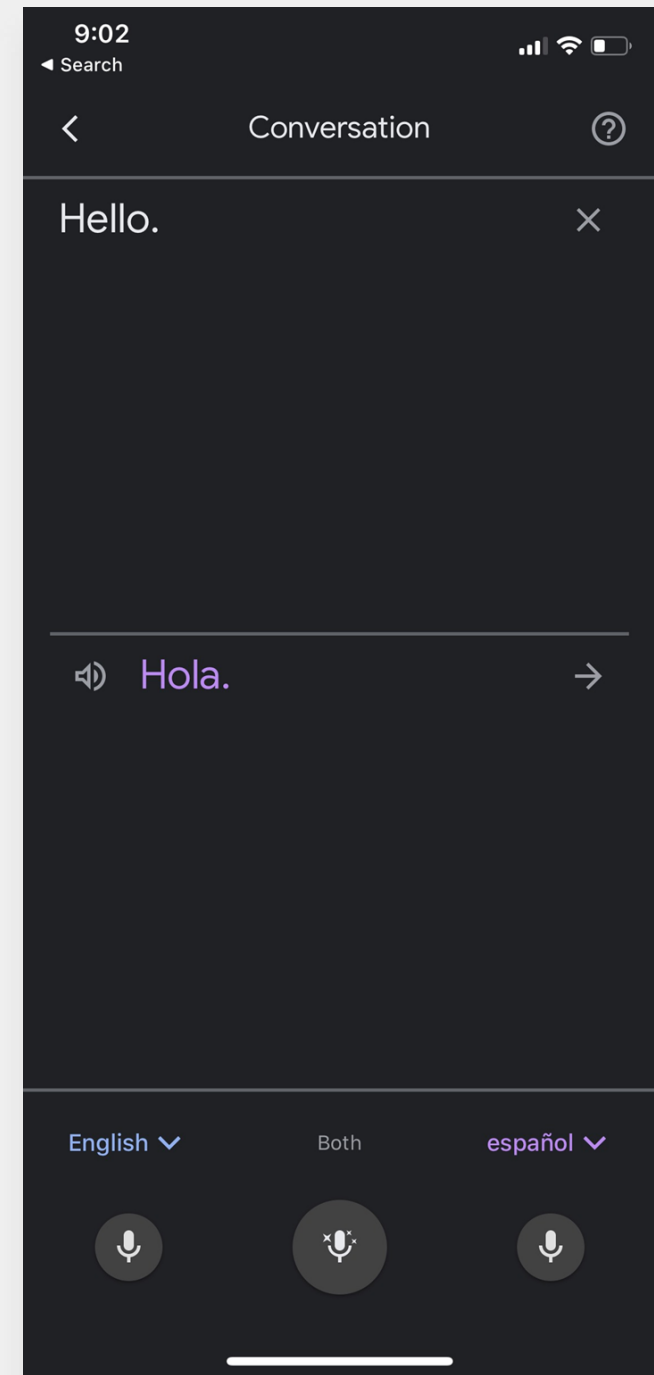 9:02
◀ Search
Conversation
Hello.
Hola.
English
Both
español